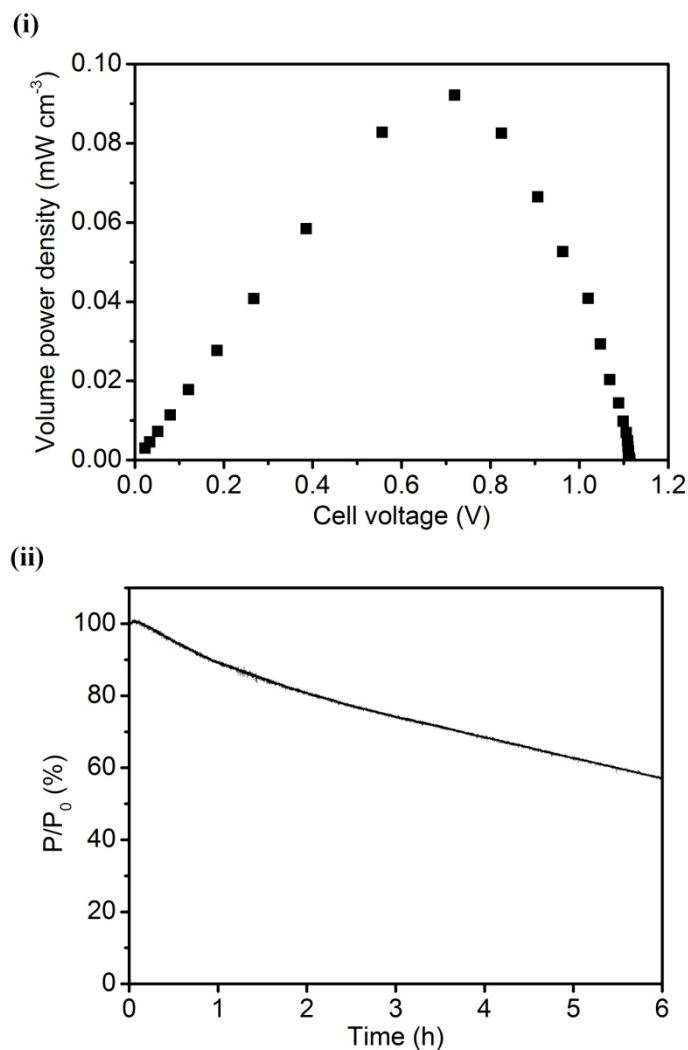 (i)
Volume power density (mW cm⁻³)
0.10
0.08
0.06
0.04
0.02
0.00
0.0 0.2 0.4 0.6 0.8 1.0 1.2
Cell voltage (V)
(ii)
P/P₀ (%)
100
80
60
40
20
0
0 1 2 3 4 5 6
Time (h)